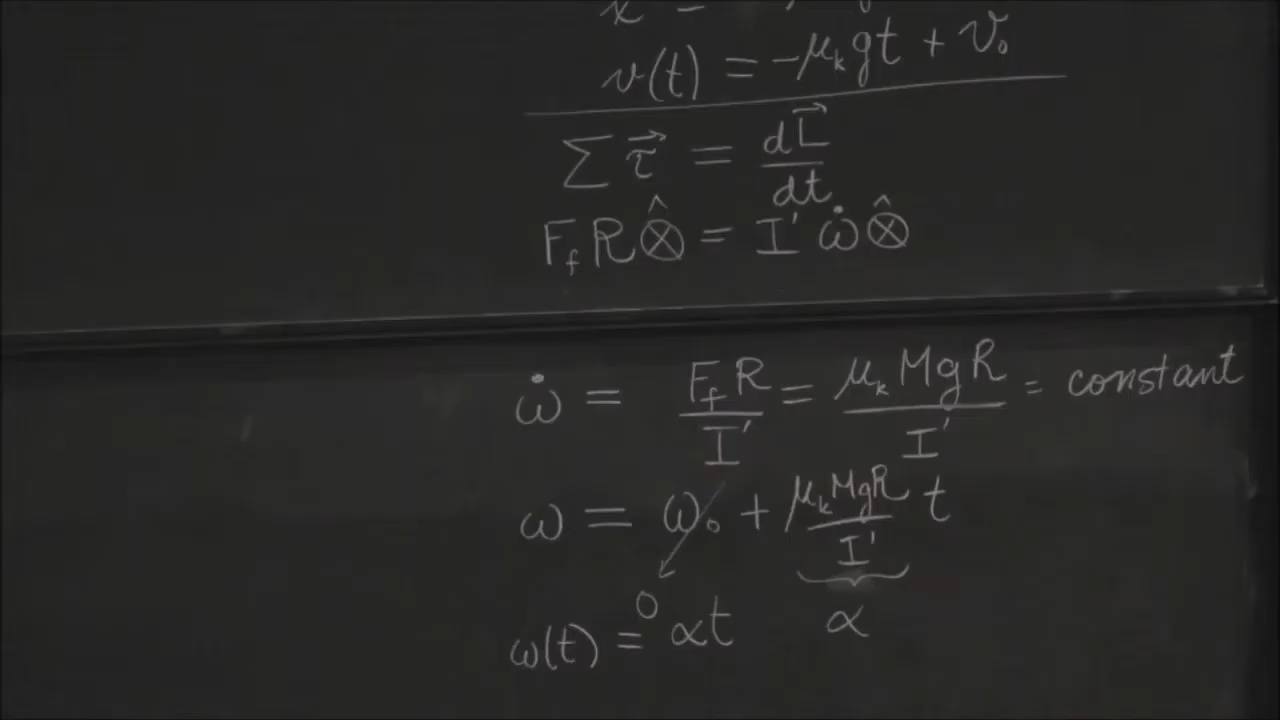 v(t) = -μₖgt + v₀
Σ τ⃗ = dL⃗/dt
F_f R ⊗̂ = I′ ω̇ ⊗̂
ω̇ = F_f R / I′ = μₖMgR / I′ = constant
ω = ω₀ + μₖMgR / I′ t
0 α
ω(t) = αt